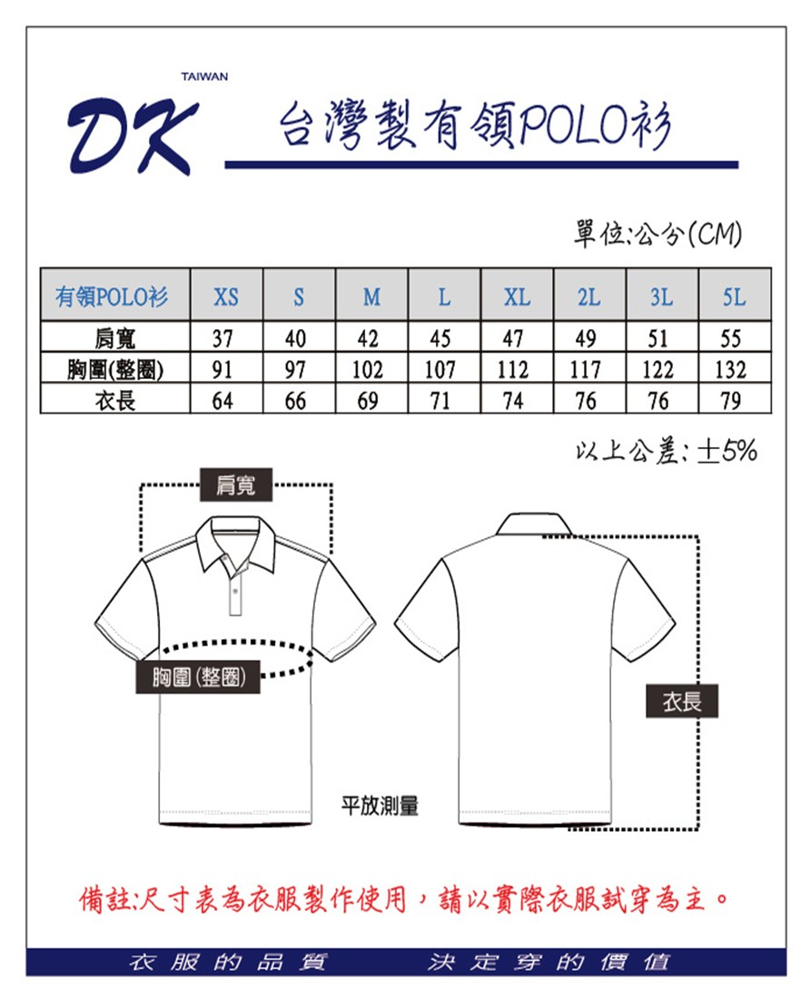 TAIWAN
DK
台灣製有領POLO衫
單位:公分(CM)
有領POLO衫 XS S M L XL 2L 3L 5L
肩寬 37 40 42 45 47 49 51 55
胸圍(整圈) 91 97 102 107 112 117 122 132
衣長 64 66 69 71 74 76 76 79
以上公差: ±5%
肩寬
胸圍(整圈)
衣長
平放測量
備註:尺寸表為衣服製作使用，請以實際衣服試穿為主。
衣服的品質 決定穿的價值